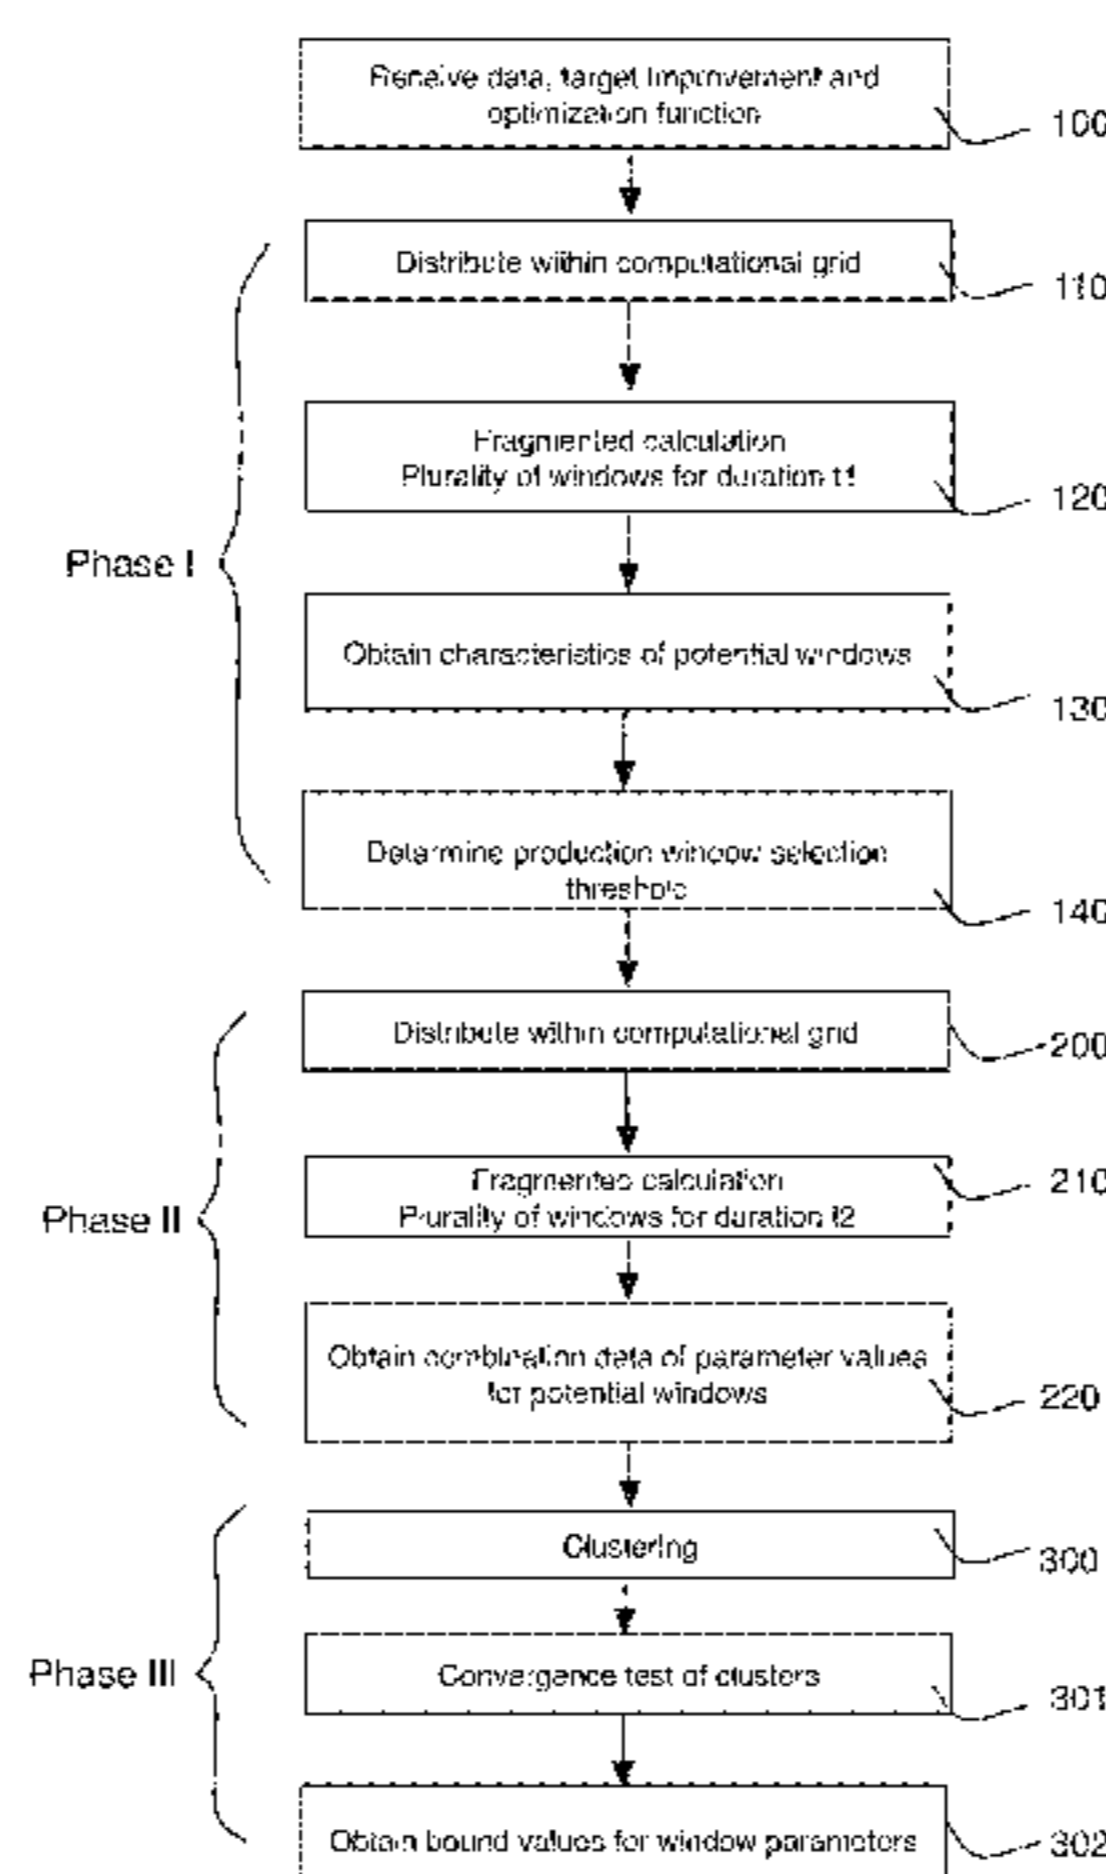 Receive data, target improvement and
optimization function
100
Distribute within computational grid
110
Fragmented calculation
Plurality of windows for duration t1
120
Phase I
Obtain characteristics of potential windows
130
Determine production window selection
threshold
140
Distribute within computational grid
200
Fragmented calculation
Plurality of windows for duration t2
210
Phase II
Obtain combination data of parameter values
for potential windows
220
Clustering
300
Phase III
Convergence test of clusters
301
Obtain bound values for window parameters
302